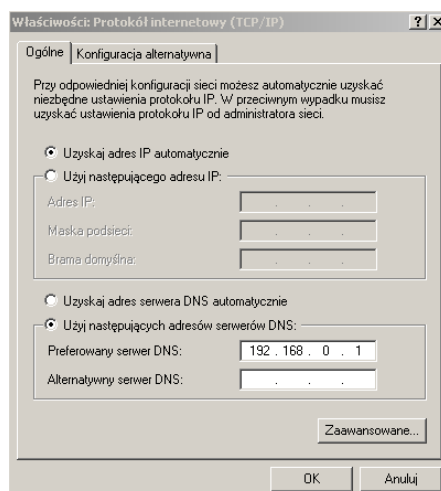 Właściwości: Protokół internetowy (TCP/IP)
Ogólne
Konfiguracja alternatywna
Przy odpowiedniej konfiguracji sieci możesz automatycznie uzyskać
niezbędne ustawienia protokołu IP. W przeciwnym wypadku musisz
uzyskać ustawienia protokołu IP od administratora sieci.
Uzyskaj adres IP automatycznie
Użyj następującego adresu IP:
Adres IP:
Maska podsieci:
Brama domyślna:
Uzyskaj adres serwera DNS automatycznie
Użyj następujących adresów serwerów DNS:
Preferowany serwer DNS: 192 . 168 . 0 . 1
Alternatywny serwer DNS:
Zaawansowane...
OK
Anuluj